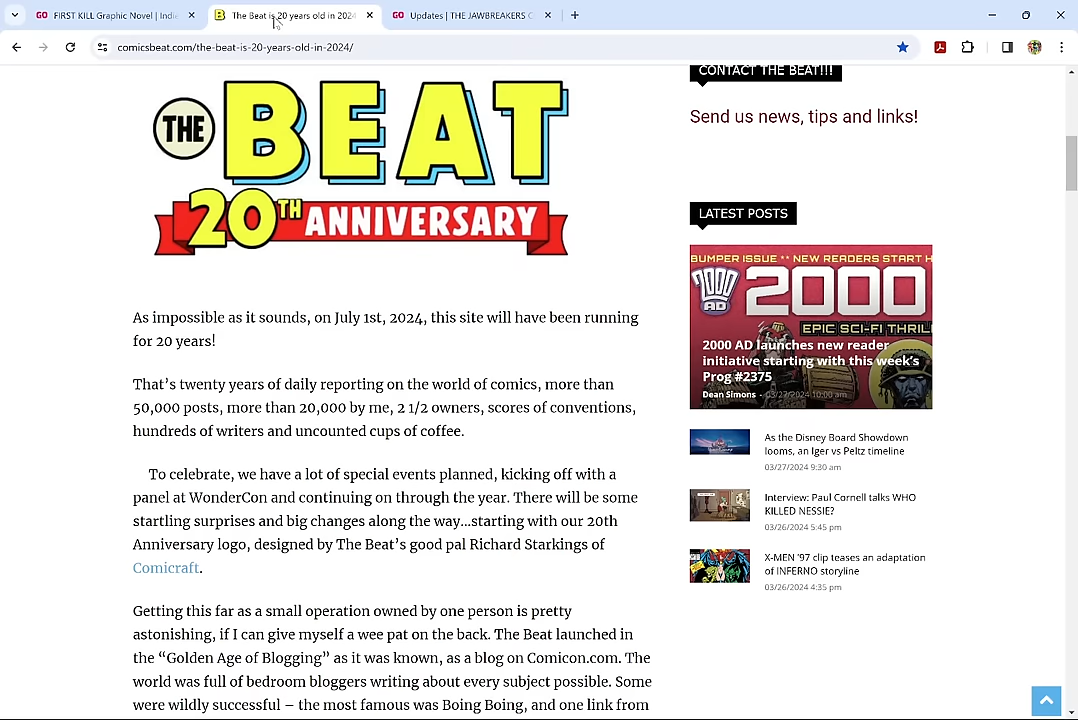 FIRST KILL Graphic Novel | Indie
The Beat is 20 years old in 2024
Updates | THE JAWBREAKERS C
comicsbeat.com/the-beat-is-20-years-old-in-2024/
THE BEAT
20TH ANNIVERSARY
As impossible as it sounds, on July 1st, 2024, this site will have been running
for 20 years!
That's twenty years of daily reporting on the world of comics, more than
50,000 posts, more than 20,000 by me, 2 1/2 owners, scores of conventions,
hundreds of writers and uncounted cups of coffee.
To celebrate, we have a lot of special events planned, kicking off with a
panel at WonderCon and continuing on through the year. There will be some
startling surprises and big changes along the way…starting with our 20th
Anniversary logo, designed by The Beat's good pal Richard Starkings of
Comicraft.
Getting this far as a small operation owned by one person is pretty
astonishing, if I can give myself a wee pat on the back. The Beat launched in
the “Golden Age of Blogging” as it was known, as a blog on Comicon.com. The
world was full of bedroom bloggers writing about every subject possible. Some
were wildly successful – the most famous was Boing Boing, and one link from
CONTACT THE BEAT!!!
Send us news, tips and links!
LATEST POSTS
BUMPER ISSUE ** NEW READERS START H
2000 AD
2000
EPIC SCI-FI THRIL
2000 AD launches new reader
initiative starting with this week's
Prog #2375
Dean Simons - 03/27/2024 10:00 am
As the Disney Board Showdown
looms, an Iger vs Peltz timeline
03/27/2024 9:30 am
Interview: Paul Cornell talks WHO
KILLED NESSIE?
03/26/2024 5:45 pm
X-MEN '97 clip teases an adaptation
of INFERNO storyline
03/26/2024 4:35 pm